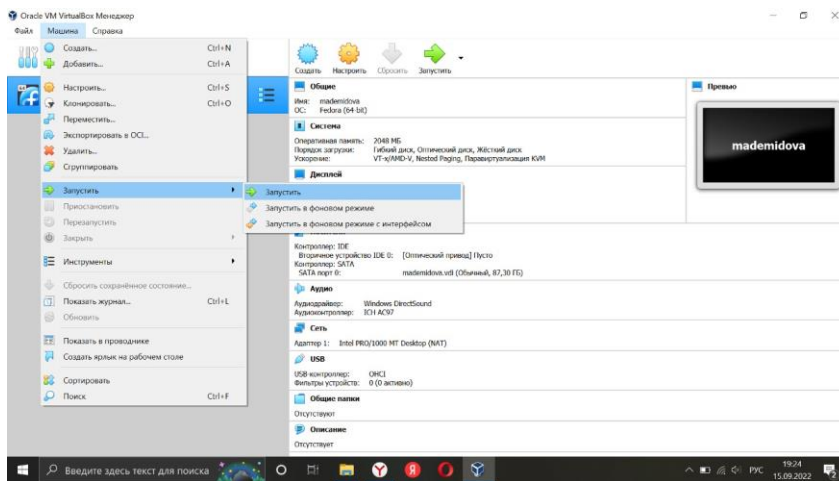 Oracle VM VirtualBox Менеджер
Файл Машина Справка
Создать... Ctrl+N
Добавить... Ctrl+A
Настроить... Ctrl+S
Клонировать... Ctrl+O
Переместить...
Экспортировать в OCI...
Удалить...
Сгруппировать
Запустить
Приостановить
Перезапустить
Закрыть
Инструменты
Сбросить сохранённое состояние...
Показать журнал... Ctrl+L
Обновить
Показать в проводнике
Создать ярлык на рабочем столе
Сортировать
Поиск Ctrl+F
Запустить
Запустить в фоновом режиме
Запустить в фоновом режиме с интерфейсом
Создать Настроить Сбросить Запустить
Общие
Имя: mademidova
ОС: Fedora (64-bit)
Система
Оперативная память: 2048 МБ
Порядок загрузки: Гибкий диск, Оптический диск, Жёсткий диск
Ускорение: VT-x/AMD-V, Nested Paging, Паравиртуализация KVM
Дисплей
Контроллер: IDE
Вторичное устройство IDE 0: [Оптический привод] Пусто
Контроллер: SATA
SATA порт 0: mademidova.vdi (Обычный, 87,30 ГБ)
Аудио
Аудиодрайвер: Windows DirectSound
Аудиоконтроллер: ICH AC97
Сеть
Адаптер 1: Intel PRO/1000 MT Desktop (NAT)
USB
USB-контроллер: OHCI
Фильтры устройств: 0 (0 активно)
Общие папки
Отсутствуют
Описание
Отсутствует
Превью
mademidova
Введите здесь текст для поиска
РУС
19:24
15.09.2022